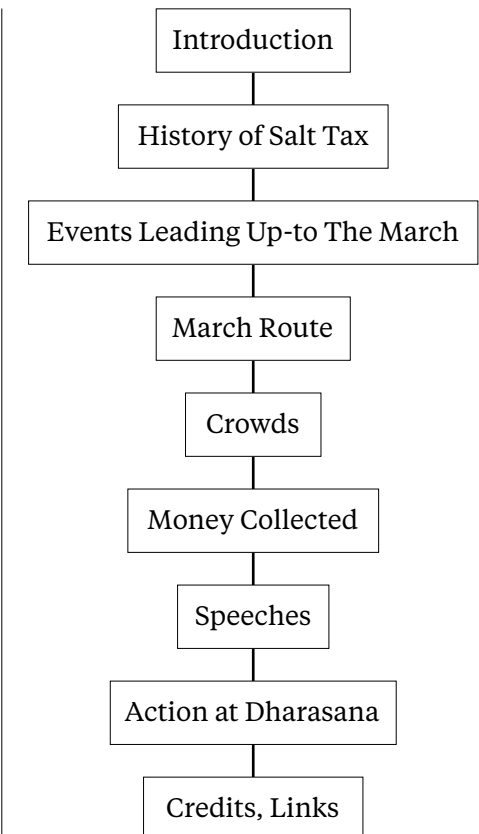 Introduction
History of Salt Tax
Events Leading Up-to The March
March Route
Crowds
Money Collected
Speeches
Action at Dharasana
Credits, Links